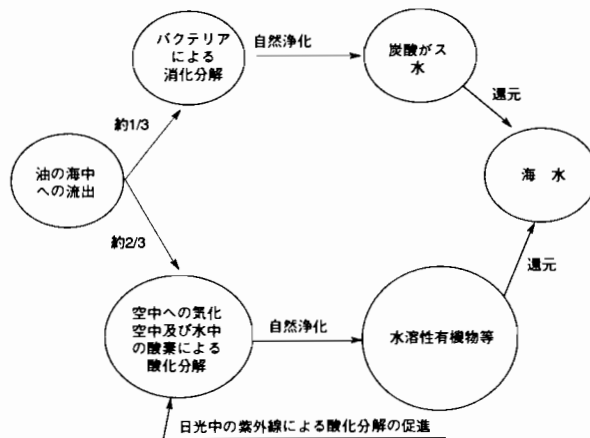 バクテリア
による
消化分解
自然浄化
炭酸がス
水
還元
約1/3
油の海中
への流出
海 水
約2/3
還元
空中への気化
空中及び水中
の酸素による
酸化分解
自然浄化
水溶性有機物等
日光中の紫外線による酸化分解の促進